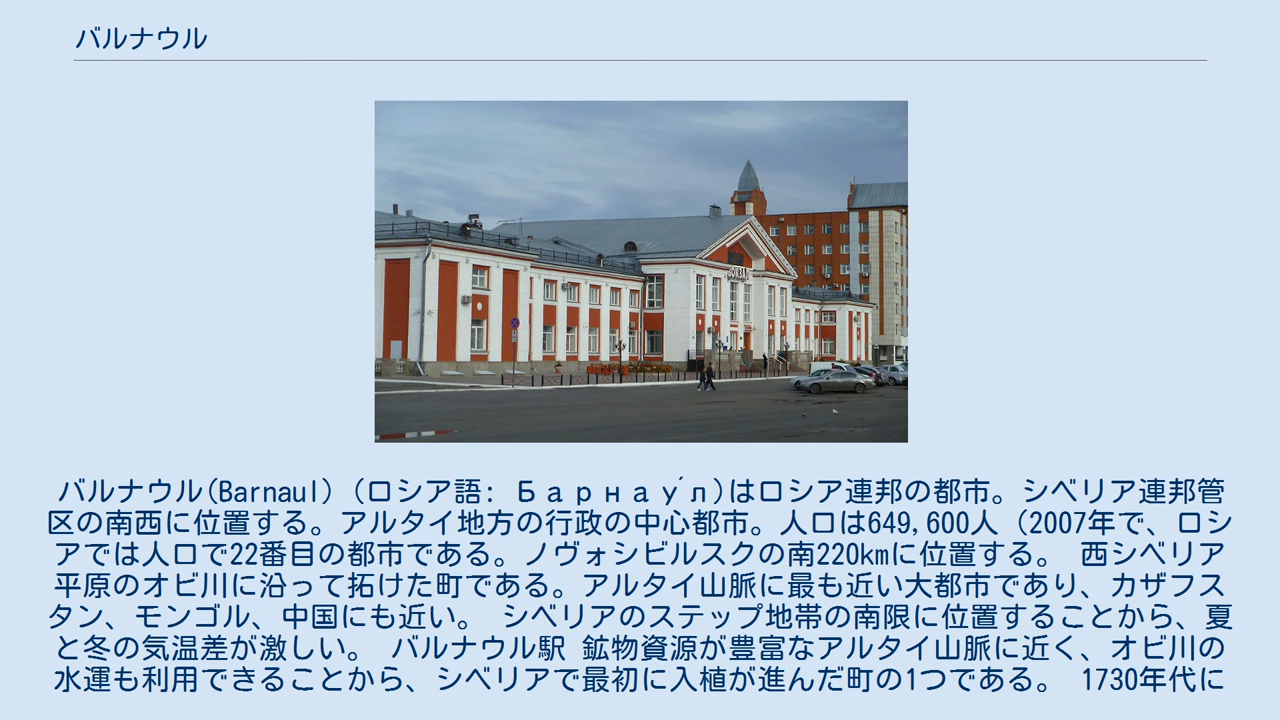 バルナウル
ВОКЗАЛ
バルナウル(Barnaul) (ロシア語: Барнау́л)はロシア連邦の都市。シベリア連邦管
区の南西に位置する。アルタイ地方の行政の中心都市。人口は649,600人 (2007年で、ロシ
アでは人口で22番目の都市である。ノヴォシビルスクの南220kmに位置する。 西シベリア
平原のオビ川に沿って拓けた町である。アルタイ山脈に最も近い大都市であり、カザフス
タン、モンゴル、中国にも近い。 シベリアのステップ地帯の南限に位置することから、夏
と冬の気温差が激しい。 バルナウル駅 鉱物資源が豊富なアルタイ山脈に近く、オビ川の
水運も利用できることから、シベリアで最初に入植が進んだ町の1つである。 1730年代に